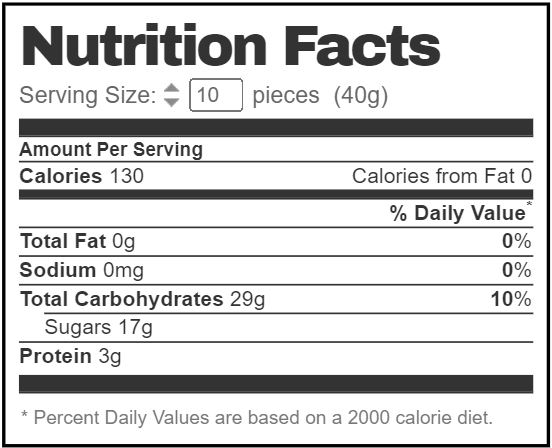 Nutrition Facts
Serving Size: 10 pieces (40g)
Amount Per Serving
Calories 130 Calories from Fat 0
% Daily Value*
Total Fat 0g 0%
Sodium 0mg 0%
Total Carbohydrates 29g 10%
Sugars 17g
Protein 3g
* Percent Daily Values are based on a 2000 calorie diet.